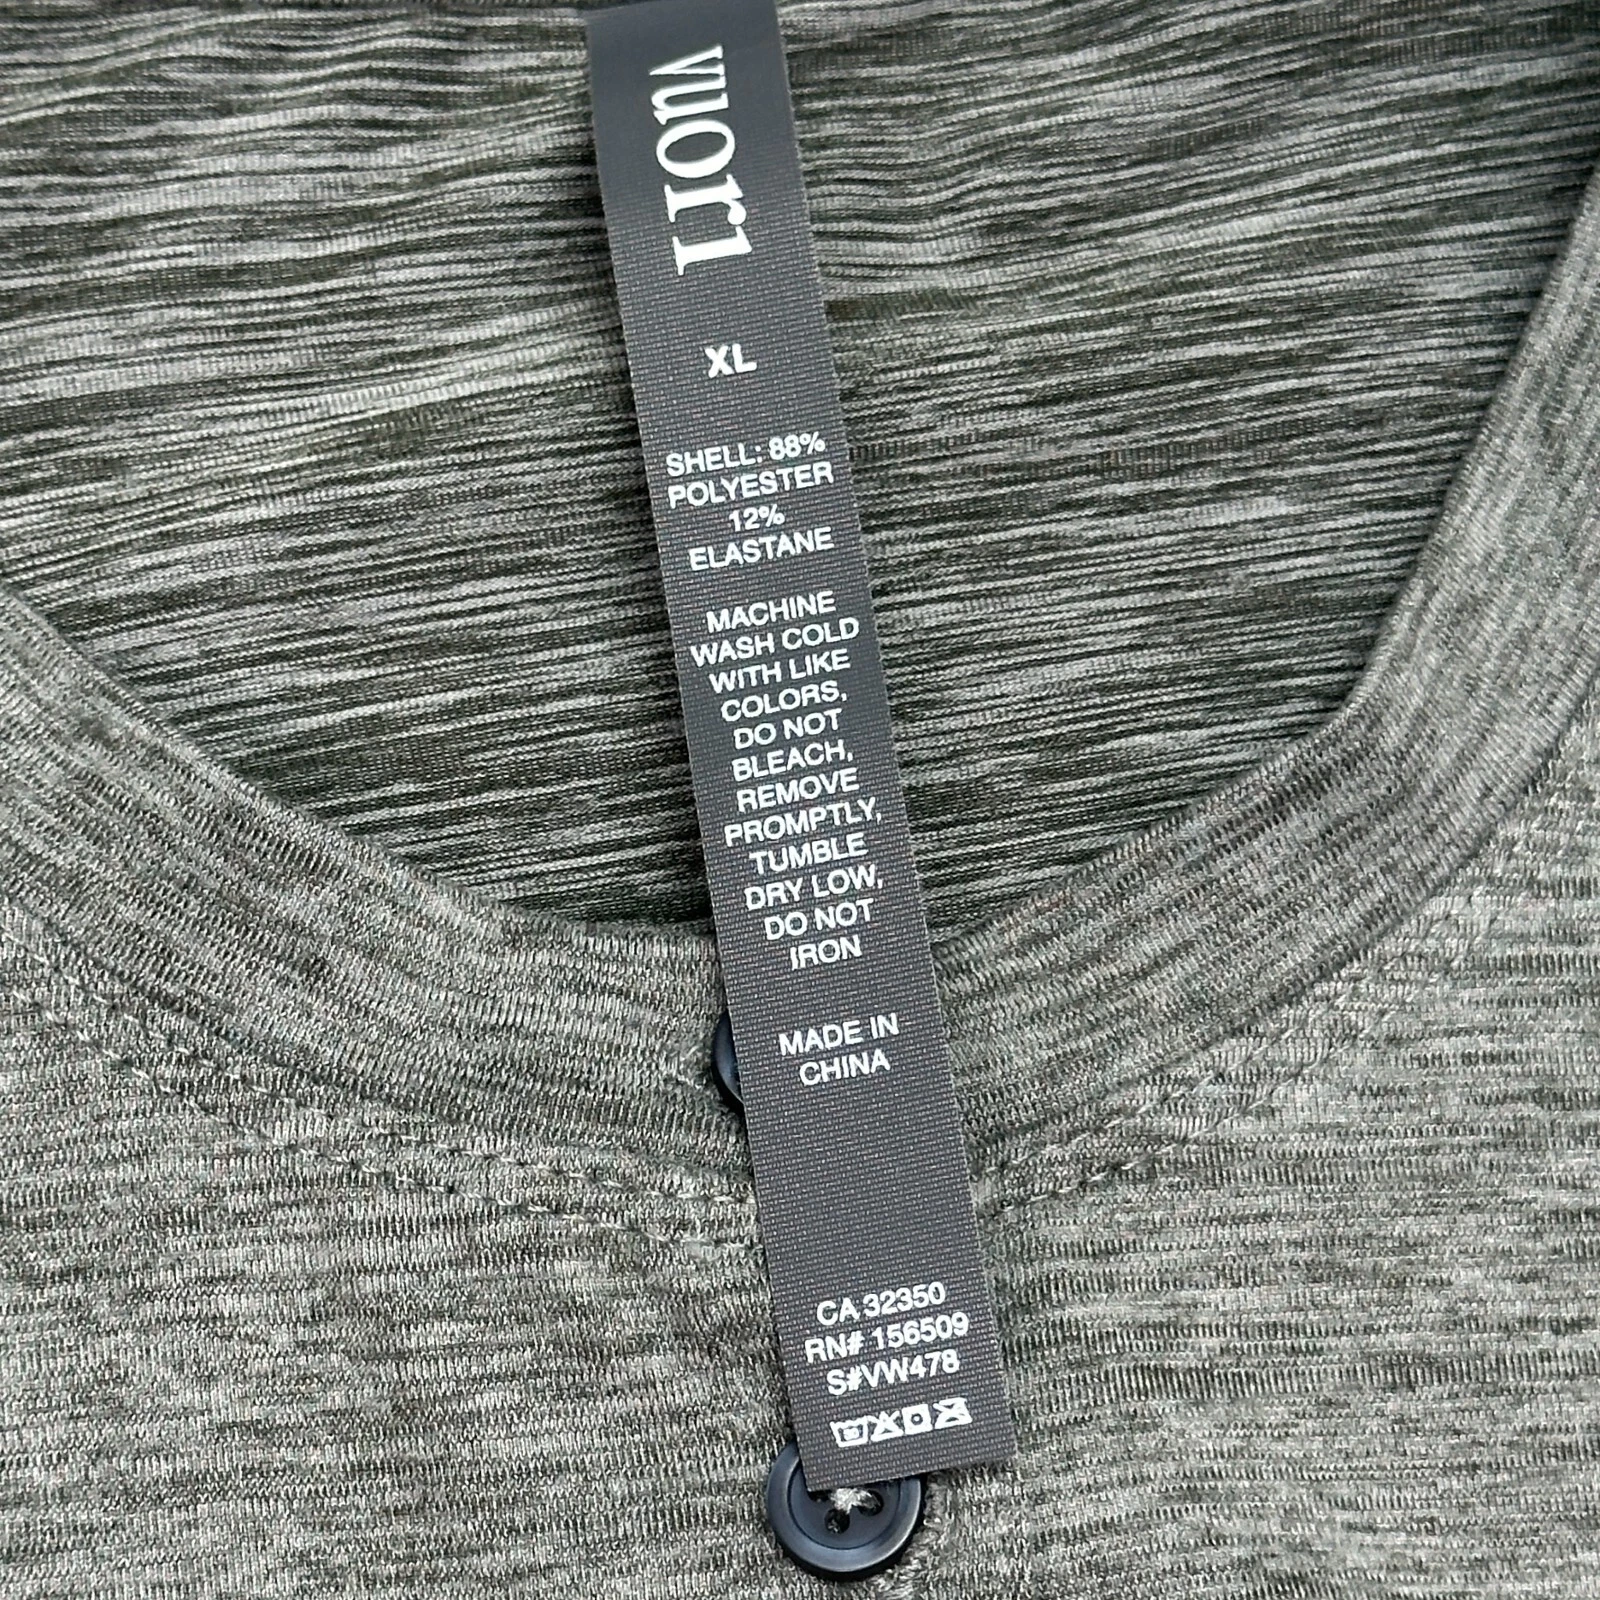 vuori
XL
SHELL: 88%
POLYESTER
12%
ELASTANE
MACHINE
WASH COLD
WITH LIKE
COLORS,
DO NOT
BLEACH,
REMOVE
PROMPTLY,
TUMBLE
DRY LOW,
DO NOT
IRON
MADE IN
CHINA
CA 32350
RN# 156509
S#VW478